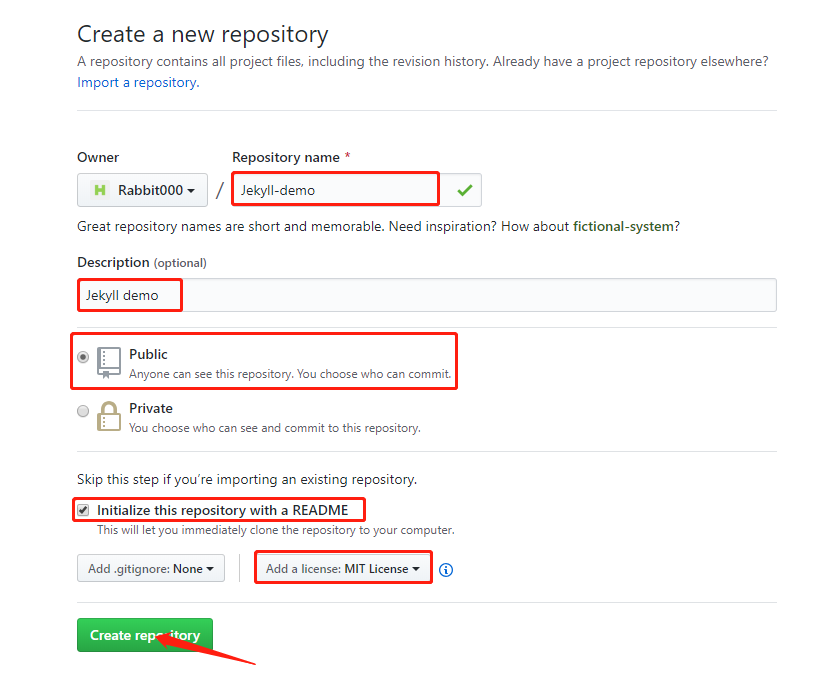 Create a new repository
A repository contains all project files, including the revision history. Already have a project repository elsewhere?
Import a repository.
Owner Repository name *
H Rabbit000 / Jekyll-demo
Great repository names are short and memorable. Need inspiration? How about fictional-system?
Description (optional)
Jekyll demo
Public
Anyone can see this repository. You choose who can commit.
Private
You choose who can see and commit to this repository.
Skip this step if you're importing an existing repository.
Initialize this repository with a README
This will let you immediately clone the repository to your computer.
Add .gitignore: None Add a license: MIT License i
Create repository